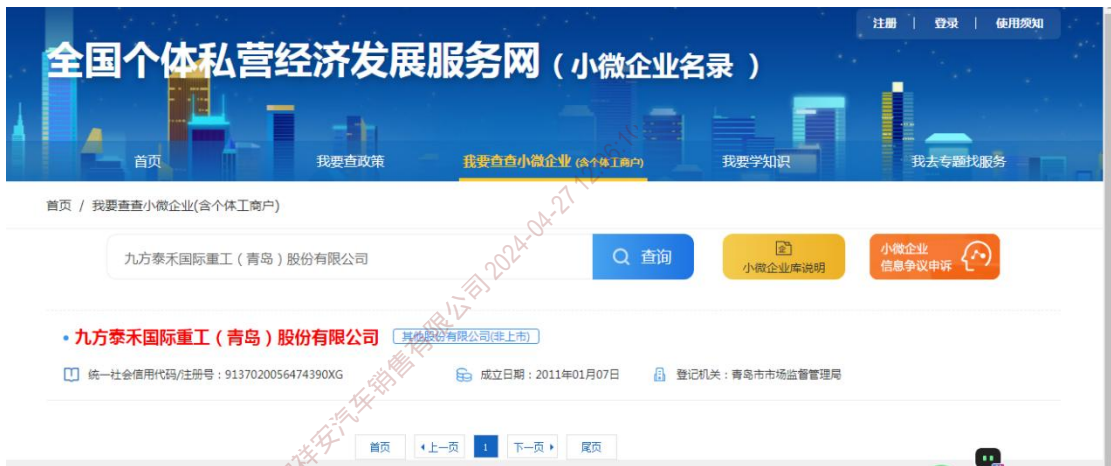 注册 | 登录 | 使用须知
全国个体私营经济发展服务网（小微企业名录 ）
首页 我要查政策 我要查查小微企业 (含个体工商户) 我要学知识 我去专题找服务
首页 / 我要查查小微企业(含个体工商户)
九方泰禾国际重工（青岛）股份有限公司 查询 小微企业库说明 小微企业
信息争议申诉
九方泰禾国际重工（青岛）股份有限公司 其他股份有限公司(非上市)
统一社会信用代码/注册号：9137020056474390XG 成立日期：2011年01月07日 登记机关：青岛市市场监督管理局
首页 上一页 1 下一页 尾页
祥安汽车销售有限公司 2024-04-27